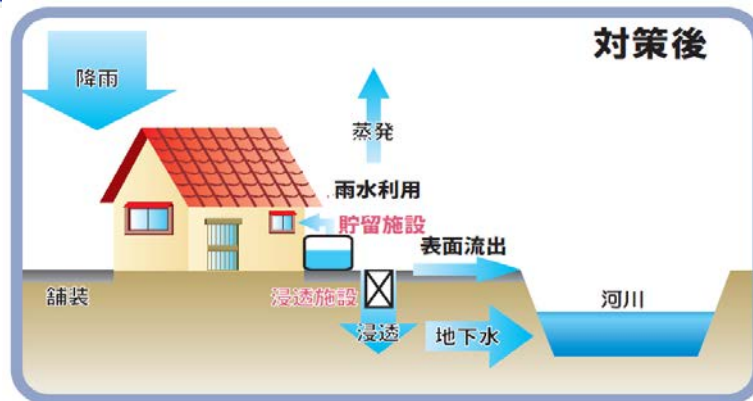 対策後
降雨
蒸発
雨水利用
貯留施設
表面流出
舗装
浸透施設
河川
浸透
地下水